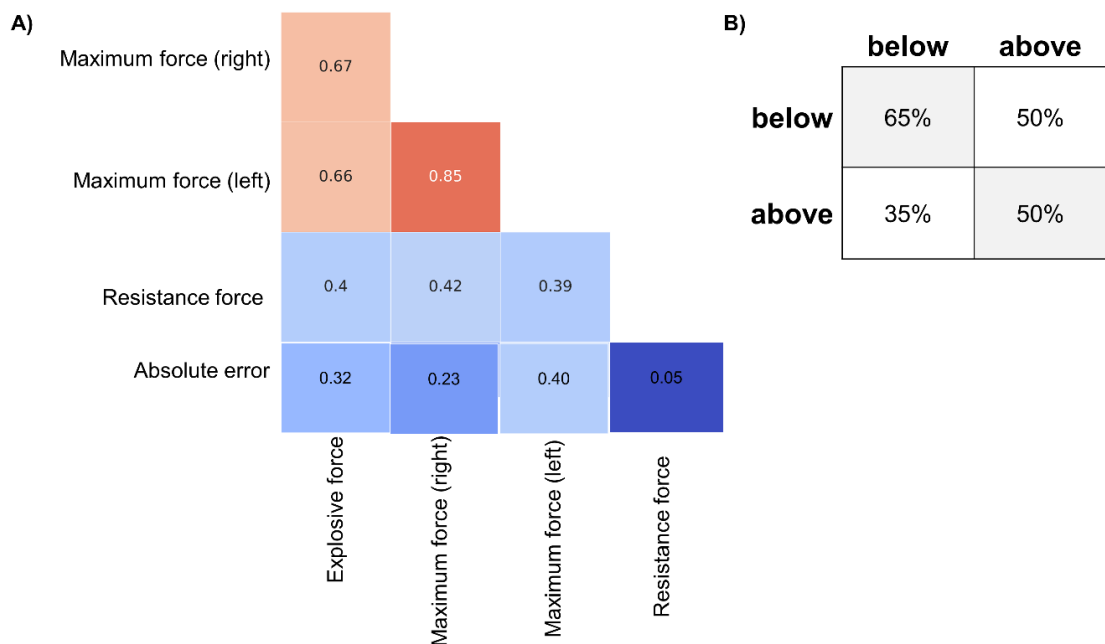 A)
Maximum force (right)
0.67
Maximum force (left)
0.66 0.85
Resistance force
0.4 0.42 0.39
Absolute error
0.32 0.23 0.40 0.05
Explosive force
Maximum force (right)
Maximum force (left)
Resistance force
B)
below above
below 65% 50%
above 35% 50%